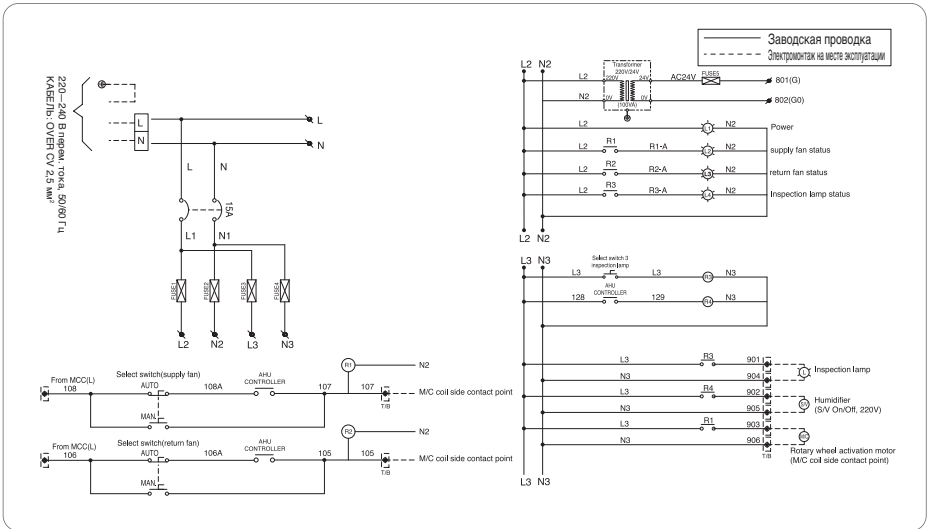 Заводская проводка
Электромонтаж на месте эксплуатации
220–240 В перем. тока, 50/60 Гц
КАБЕЛЬ: OVER CV 2,5 мм²
L
N
L
N
L
N
15A
L1
N1
FUSE1
FUSE2
FUSE3
FUSE4
L2
N2
L3
N3
From MCC(L)
108
Select switch(supply fan)
AUTO
108A
AHU
CONTROLLER
107
R1
N2
107
M/C coil side contact point
MAN.
T/B
From MCC(L)
106
Select switch(return fan)
AUTO
106A
AHU
CONTROLLER
105
R2
N2
105
M/C coil side contact point
MAN.
T/B
L2 N2
Transformer
220V/24V
L2
220V
24V
AC24V
FUSE5
801(G)
N2
0V
0V
(100VA)
802(G0)
L2
L1
N2
Power
L2
R1
R1-A
L2
N2
supply fan status
L2
R2
R2-A
L3
N2
return fan status
L2
R3
R3-A
L4
N2
Inspection lamp status
L2 N2
L3 N3
Select switch 3
inspection lamp
L3
L3
R3
N3
AHU
CONTROLLER
128
129
R4
N3
L3
R3
901
Inspection lamp
N3
904
L3
R4
902
Humidifier
(S/V On/Off, 220V)
S/V
N3
905
L3
R1
903
M/C
N3
906
T/B
Rotary wheel activation motor
(M/C coil side contact point)
L3 N3